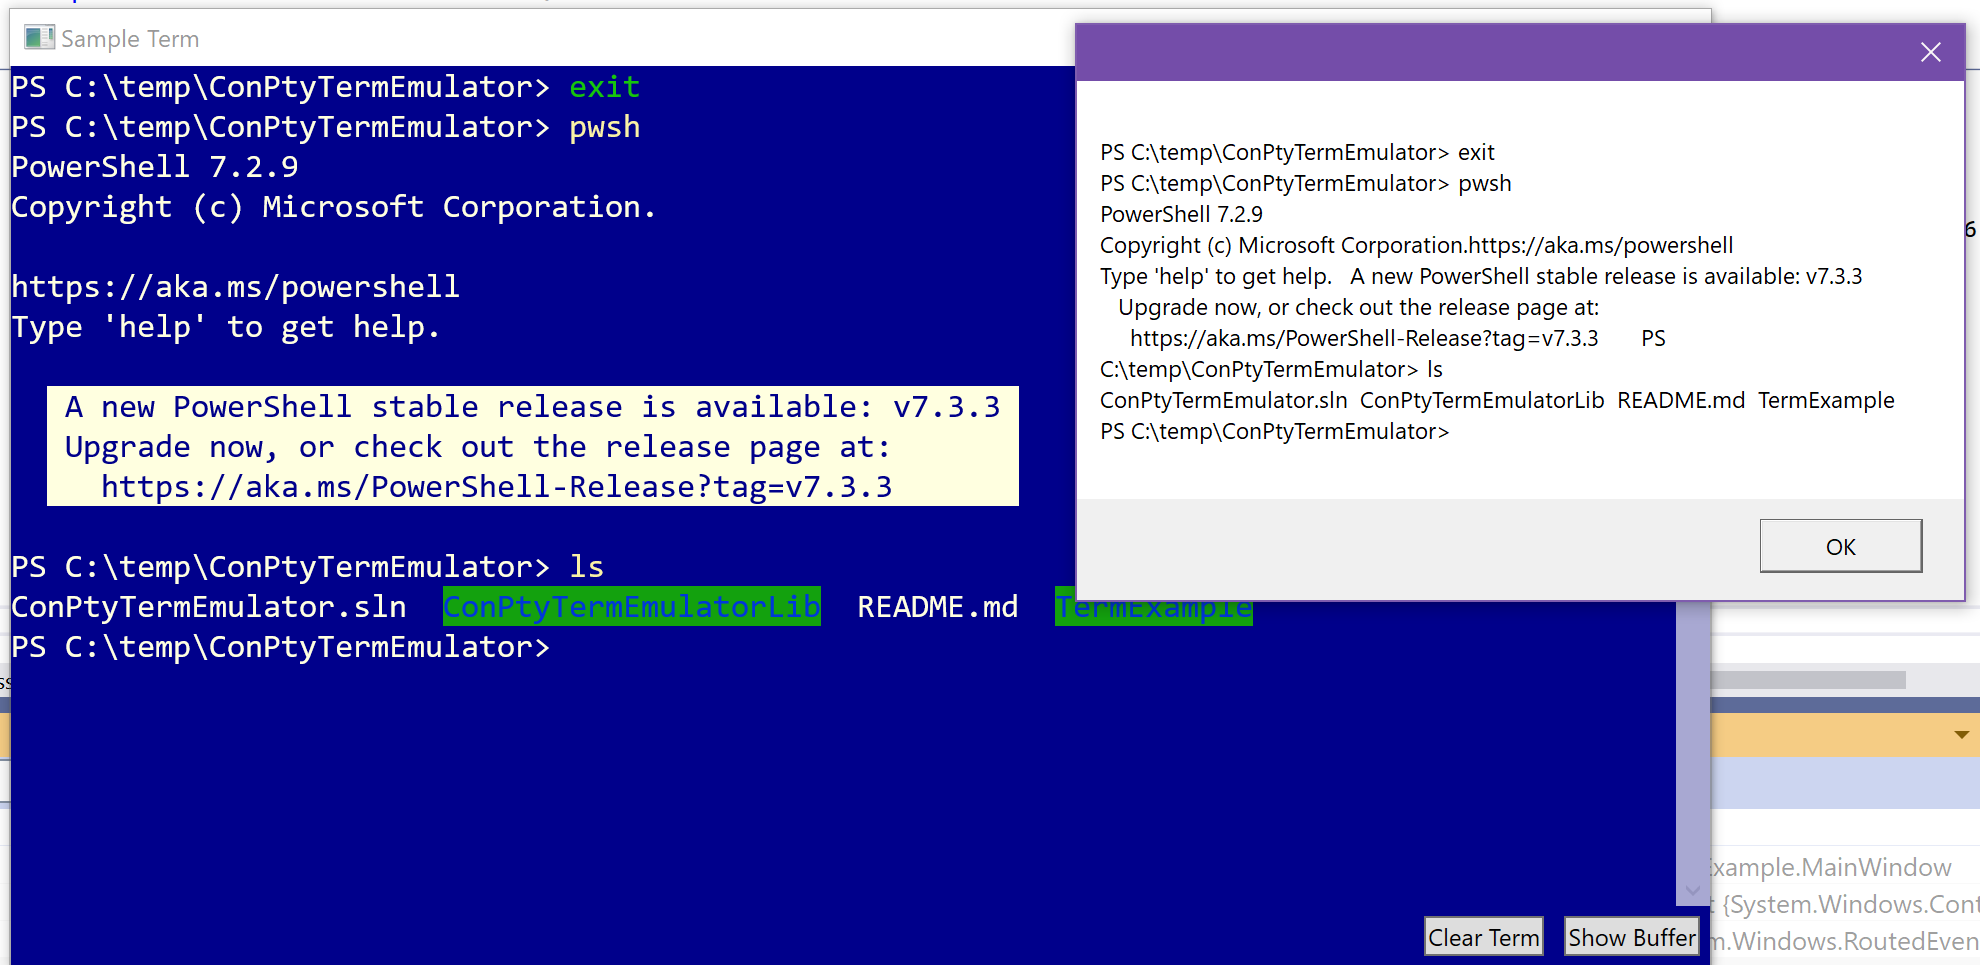 Sample Term
PS C:\temp\ConPtyTermEmulator> exit
PS C:\temp\ConPtyTermEmulator> pwsh
PowerShell 7.2.9
Copyright (c) Microsoft Corporation.
https://aka.ms/powershell
Type 'help' to get help.
A new PowerShell stable release is available: v7.3.3
Upgrade now, or check out the release page at:
https://aka.ms/PowerShell-Release?tag=v7.3.3
PS C:\temp\ConPtyTermEmulator> ls
ConPtyTermEmulator.sln  ConPtyTermEmulatorLib  README.md  TermExample
PS C:\temp\ConPtyTermEmulator>
Clear Term
Show Buffer
PS C:\temp\ConPtyTermEmulator> exit
PS C:\temp\ConPtyTermEmulator> pwsh
PowerShell 7.2.9
Copyright (c) Microsoft Corporation.https://aka.ms/powershell
Type 'help' to get help.   A new PowerShell stable release is available: v7.3.3
Upgrade now, or check out the release page at:
https://aka.ms/PowerShell-Release?tag=v7.3.3       PS
C:\temp\ConPtyTermEmulator> ls
ConPtyTermEmulator.sln  ConPtyTermEmulatorLib  README.md  TermExample
PS C:\temp\ConPtyTermEmulator>
OK
6
xample.MainWindow
{System.Windows.Cont
m.Windows.RoutedEven